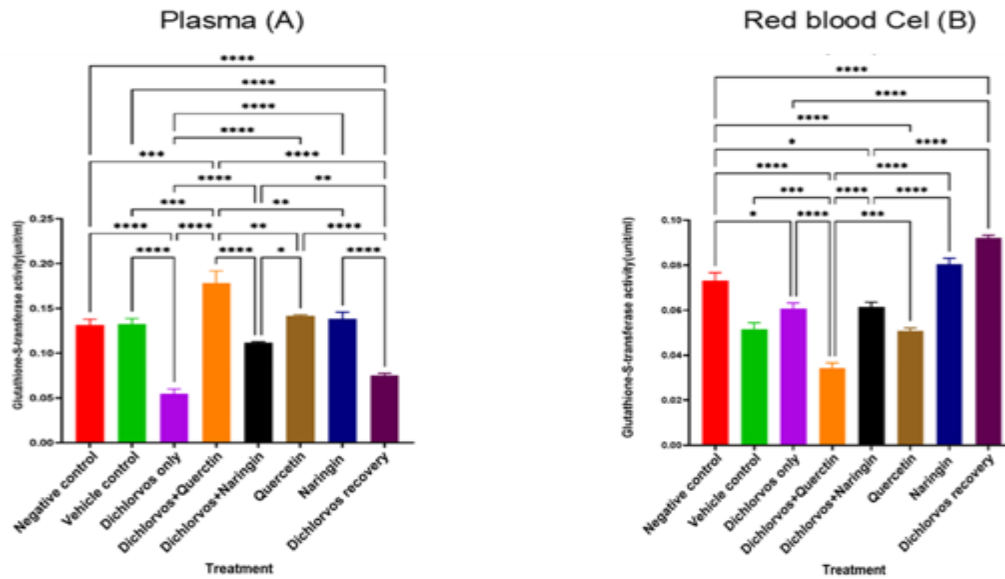 Plasma (A)
****
****
****
****
*** ****
**** **
*** **
**** **** ** ****
**** **** * ****
Glutathione-S-transferase activity(unit/ml)
0.25
0.20
0.15
0.10
0.05
0.00
Negative control
Vehicle control
Dichlorvos only
Dichlorvos+Querctin
Dichlorvos+Naringin
Quercetin
Naringin
Dichlorvos recovery
Treatment
Red blood Cel (B)
****
****
****
* ****
**** ****
*** **** ****
* **** ***
Glutathione-S-transferase activity(unit/ml)
0.10
0.08
0.06
0.04
0.02
0.00
Negative control
Vehicle control
Dichlorvos only
Dichlorvos+Quertin
Dichlorvos+Naringin
Quercetin
Naringin
Dichlorvos recovery
Treatment